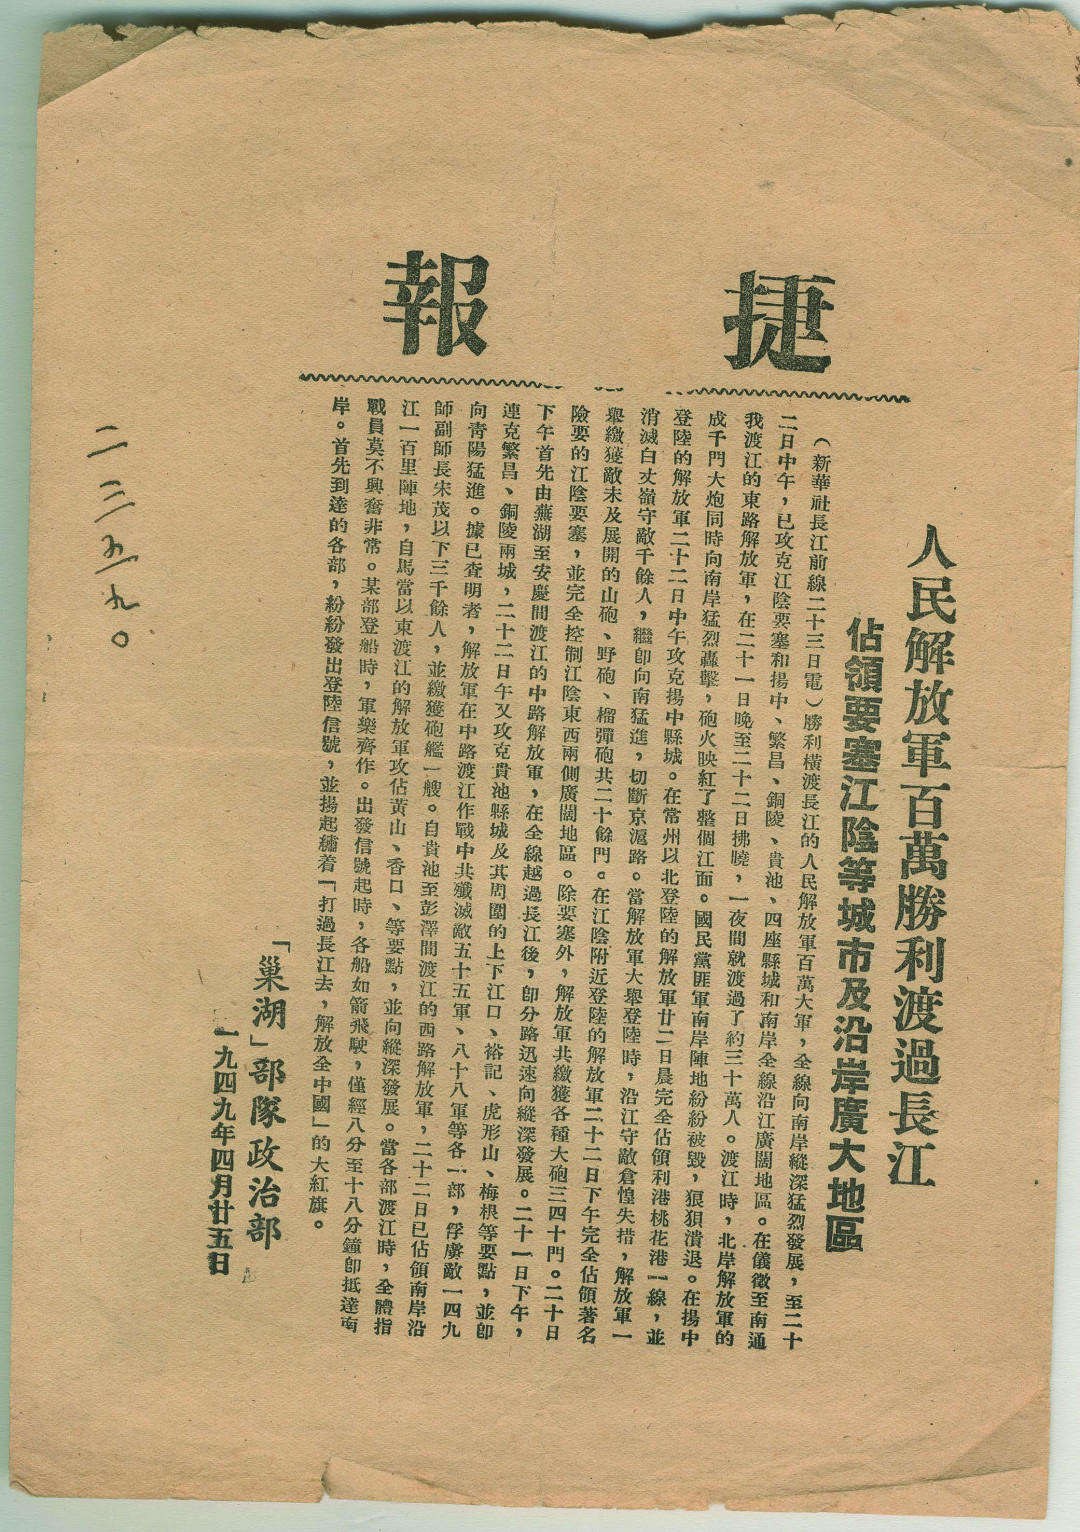 捷報
人民解放軍百萬勝利渡過長江
佔領要塞江陰等城市及沿岸廣大地區
（新華社長江前線二十三日電）勝利橫渡長江的人民解放軍百萬大軍，全線向南岸縱深猛烈發展，至二十
二日中午，已攻克江陰要塞和揚中、繁昌、銅陵、貴池、四座縣城和南岸全線沿江廣闊地區。在儀徵至南通
我渡江的東路解放軍，在二十一日晚至二十二日拂曉，一夜間就渡過了約三十萬人。渡江時，北岸解放軍的
成千門大炮同時向南岸猛烈轟擊，砲火映紅了整個江面。國民黨匪軍南岸陣地紛紛被毀，狼狽潰退。在揚中
登陸的解放軍二十二日中午攻克揚中縣城。在常州以北登陸的解放軍廿二日晨完全佔領利港桃花港一線，並
消滅白丈嶺守敵千餘人，繼卽向南猛進，切斷京滬路。當解放軍大舉登陸時，沿江守敵倉惶失措，解放軍一
舉繳獲敵未及展開的山砲、野砲、榴彈砲共二十餘門。在江陰附近登陸的解放軍二十二日下午完全佔領著名
險要的江陰要塞，並完全控制江陰東西兩側廣闊地區。除要塞外，解放軍共繳獲各種大砲三四十門。二十日
下午首先由蕪湖至安慶間渡江的中路解放軍，在全線越過長江後，卽分路迅速向縱深發展。二十一日下午，
連克繁昌、銅陵兩城，二十二日午又攻克貴池縣城及其周圍的上下江口、裕記、虎形山、梅根等要點，並卽
向青陽猛進。據已查明者，解放軍在中路渡江作戰中共殲滅敵五十五軍、八十八軍等各一部，俘虜敵一四九
師副師長宋茂以下三千餘人，並繳獲砲艦一艘。自貴池至彭澤間渡江的西路解放軍，二十二日已佔領南岸沿
江一百里陣地，自馬當以東渡江的解放軍攻佔黃山、香口、等要點，並向縱深發展。當各部渡江時，全體指
戰員莫不興奮非常。某部登船時，軍樂齊作。出發信號起時，各船如箭飛駛，僅經八分至十八分鐘卽抵達南
岸。首先到達的各部，紛紛發出登陸信號，並揚起繡着「打過長江去，解放全中國」的大紅旗。
「巢湖」部隊政治部
一九四九年四月廿五日
二三五九〇